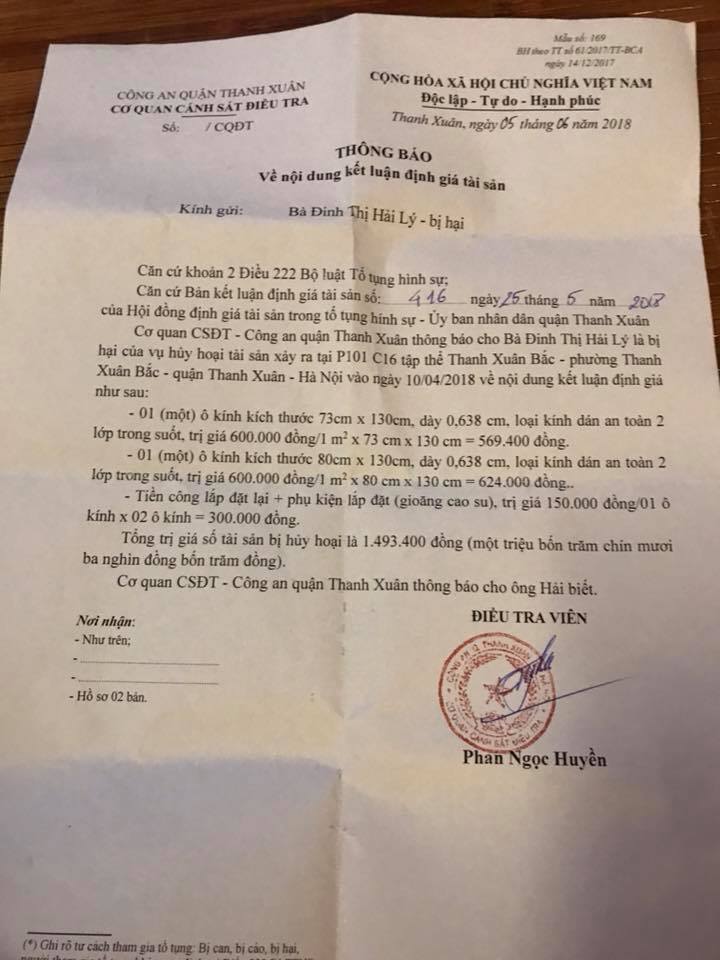 Mẫu số: 169
BH theo TT số 61/2017/TT-BCA
ngày 14/12/2017
CÔNG AN QUẬN THANH XUÂN
CƠ QUAN CẢNH SÁT ĐIỀU TRA
Số: / CQĐT
CỘNG HÒA XÃ HỘI CHỦ NGHĨA VIỆT NAM
Độc lập - Tự do - Hạnh phúc
Thanh Xuân, ngày 05 tháng 06 năm 2018
THÔNG BÁO
Về nội dung kết luận định giá tài sản
Kính gửi: Bà Đinh Thị Hải Lý - bị hại
Căn cứ khoản 2 Điều 222 Bộ luật Tố tụng hình sự;
Căn cứ Bản kết luận định giá tài sản số: 416 ngày 25 tháng 5 năm 2018
của Hội đồng định giá tài sản trong tố tụng hình sự - Ủy ban nhân dân quận Thanh Xuân
Cơ quan CSĐT - Công an quận Thanh Xuân thông báo cho Bà Đinh Thị Hải Lý là bị
hại của vụ hủy hoại tài sản xảy ra tại P101 C16 tập thể Thanh Xuân Bắc - phường Thanh
Xuân Bắc - quận Thanh Xuân - Hà Nội vào ngày 10/04/2018 về nội dung kết luận định giá
như sau:
- 01 (một) ô kính kích thước 73cm x 130cm, dày 0,638 cm, loại kính dán an toàn 2
lớp trong suốt, trị giá 600.000 đồng/1 m² x 73 cm x 130 cm = 569.400 đồng.
- 01 (một) ô kính kích thước 80cm x 130cm, dày 0,638 cm, loại kính dán an toàn 2
lớp trong suốt, trị giá 600.000 đồng/1 m² x 80 cm x 130 cm = 624.000 đồng..
- Tiền công lắp đặt lại + phụ kiện lắp đặt (gioăng cao su), trị giá 150.000 đồng/01 ô
kính x 02 ô kính = 300.000 đồng.
Tổng trị giá số tài sản bị hủy hoại là 1.493.400 đồng (một triệu bốn trăm chín mươi
ba nghìn đồng bốn trăm đồng).
Cơ quan CSĐT - Công an quận Thanh Xuân thông báo cho ông Hải biết.
Nơi nhận:
- Như trên;
-
-
- Hồ sơ 02 bản.
ĐIỀU TRA VIÊN
CÔNG AN Q. THANH XUÂN
CƠ QUAN CẢNH SÁT ĐIỀU TRA
Phan Ngọc Huyền
(*) Ghi rõ tư cách tham gia tố tụng: Bị can, bị cáo, bị hại,